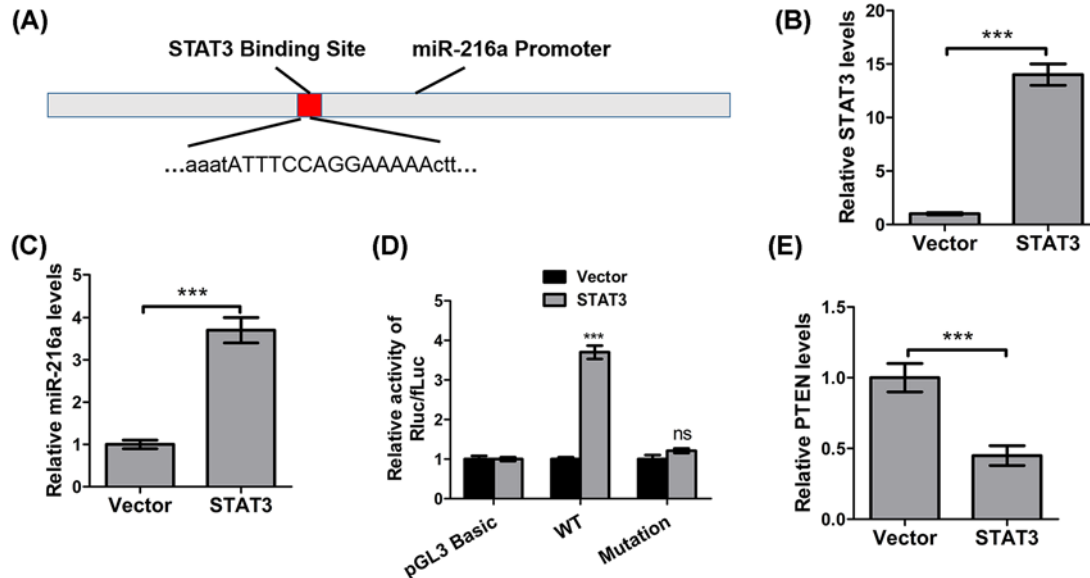 (A)
STAT3 Binding Site
miR-216a Promoter
...aaatATTTCCAGGAAAAActt...
(B)
Relative STAT3 levels
20
15
10
5
0
***
Vector
STAT3
(C)
Relative miR-216a levels
5
4
3
2
1
0
***
Vector
STAT3
(D)
Vector
STAT3
Relative activity of
Rluc/fLuc
5
4
3
2
1
0
***
ns
pGL3 Basic
WT
Mutation
(E)
Relative PTEN levels
1.5
1.0
0.5
0.0
***
Vector
STAT3